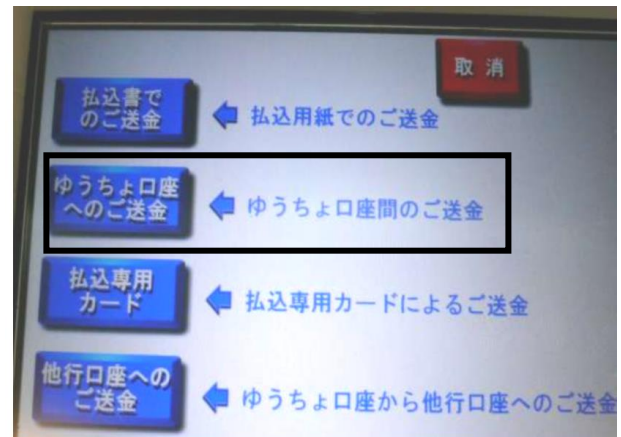 取消
払込書で
のご送金
払込用紙でのご送金
ゆうちょ口座
へのご送金
ゆうちょ口座間のご送金
払込専用
カード
払込専用カードによるご送金
他行口座への
ご送金
ゆうちょ口座から他行口座へのご送金